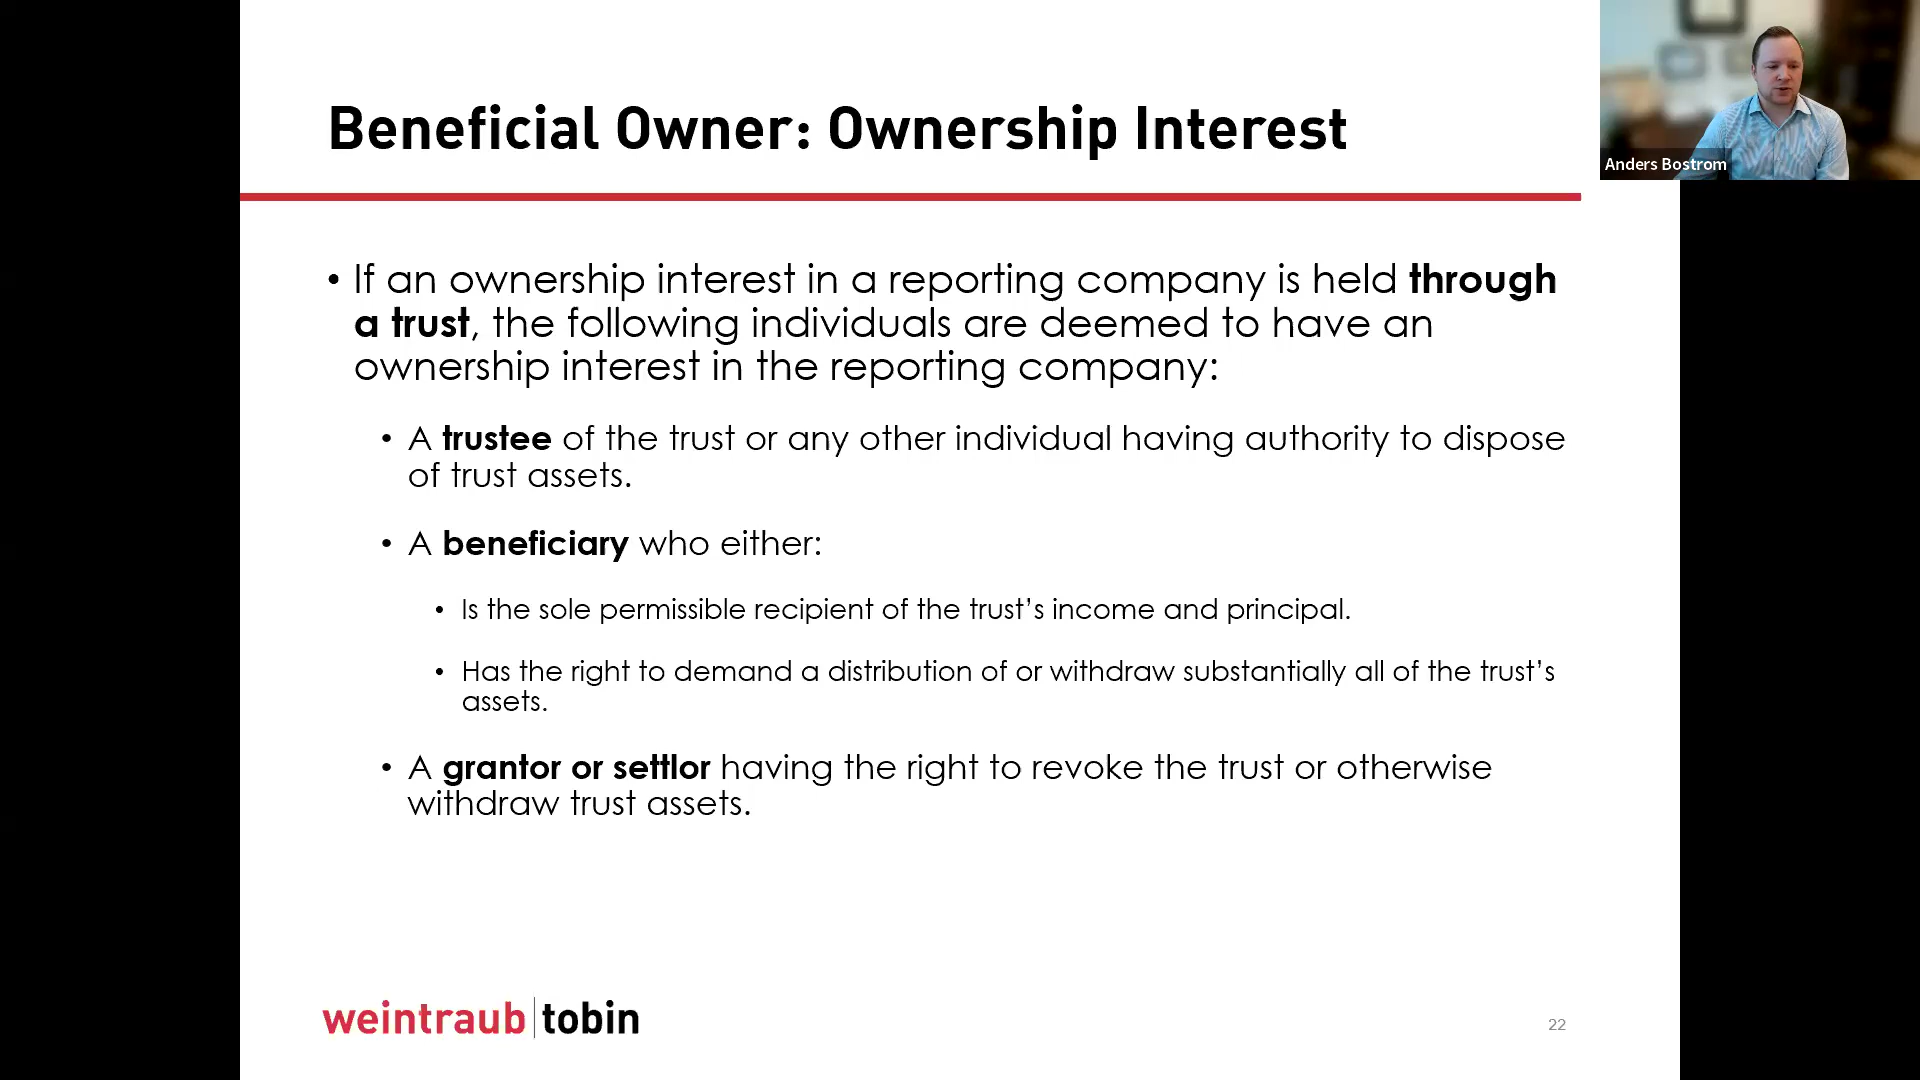 Beneficial Owner: Ownership Interest
Anders Bostrom
• If an ownership interest in a reporting company is held through
a trust, the following individuals are deemed to have an
ownership interest in the reporting company:
• A trustee of the trust or any other individual having authority to dispose
of trust assets.
• A beneficiary who either:
• Is the sole permissible recipient of the trust’s income and principal.
• Has the right to demand a distribution of or withdraw substantially all of the trust’s
assets.
• A grantor or settlor having the right to revoke the trust or otherwise
withdraw trust assets.
weintraub|tobin
22